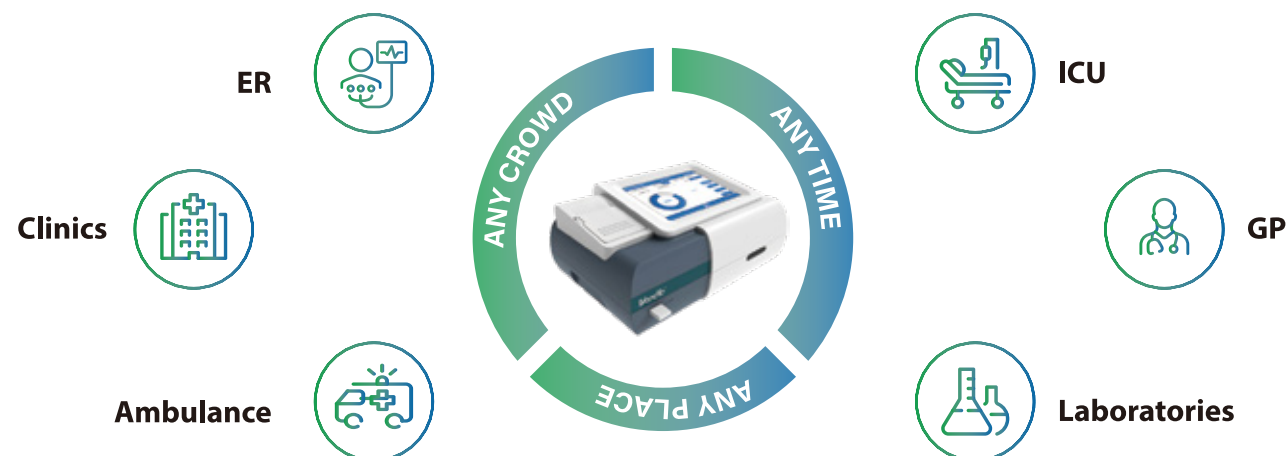 ER
ICU
ANY CROWD
ANY TIME
Clinics
GP
ANY PLACE
Ambulance
Laboratories